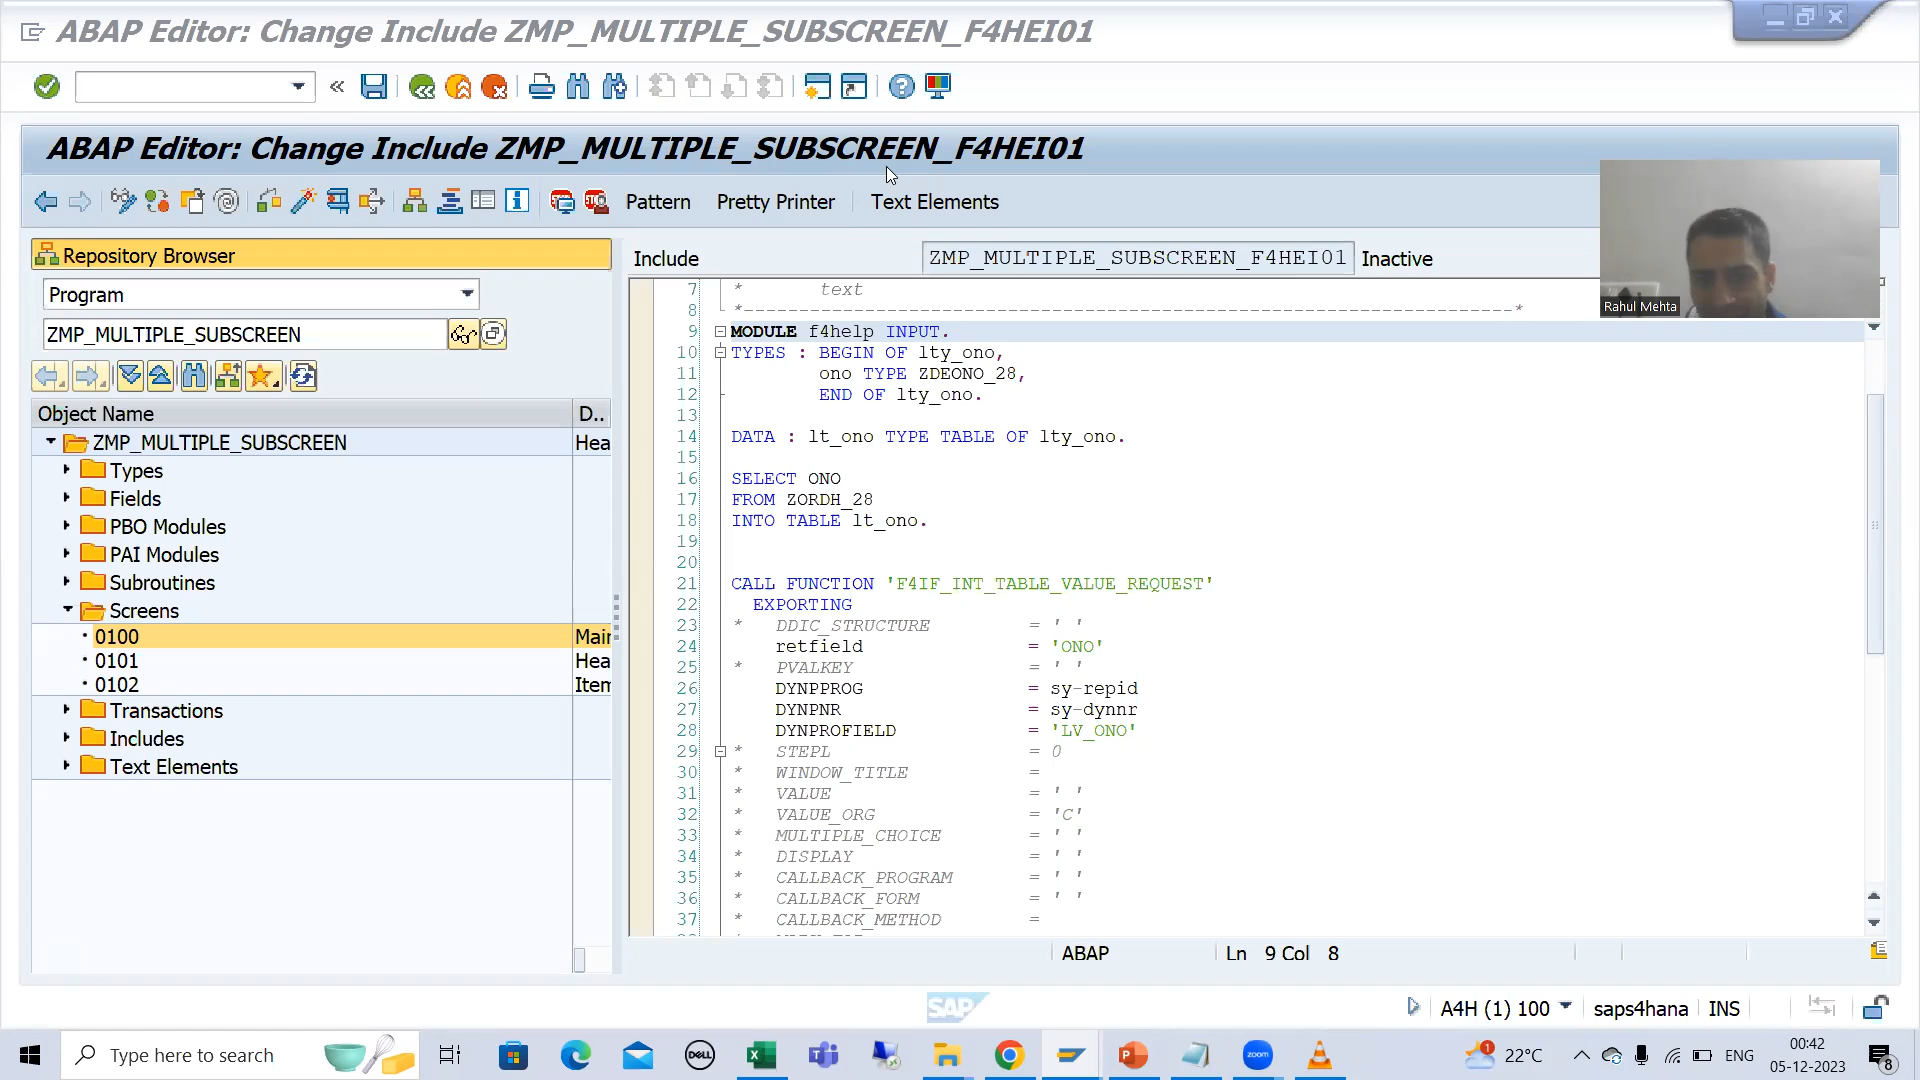 ABAP Editor: Change Include ZMP_MULTIPLE_SUBSCREEN_F4HEI01
ABAP Editor: Change Include ZMP_MULTIPLE_SUBSCREEN_F4HEI01
Pattern Pretty Printer Text Elements
Repository Browser
Program
ZMP_MULTIPLE_SUBSCREEN
Object Name D..
ZMP_MULTIPLE_SUBSCREEN Hea
Types
Fields
PBO Modules
PAI Modules
Subroutines
Screens
0100 Mair
0101 Hea
0102 Iten
Transactions
Includes
Text Elements
Include ZMP_MULTIPLE_SUBSCREEN_F4HEI01 Inactive
Rahul Mehta
7 * text
8 *----------------------------------------------------------------------*
9 MODULE f4help INPUT.
10 TYPES : BEGIN OF lty_ono,
11 ono TYPE ZDEONO_28,
12 END OF lty_ono.
13
14 DATA : lt_ono TYPE TABLE OF lty_ono.
15
16 SELECT ONO
17 FROM ZORDH_28
18 INTO TABLE lt_ono.
19
20
21 CALL FUNCTION 'F4IF_INT_TABLE_VALUE_REQUEST'
22 EXPORTING
23 * DDIC_STRUCTURE = ' '
24 retfield = 'ONO'
25 * PVALKEY = ' '
26 DYNPPROG = sy-repid
27 DYNPNR = sy-dynnr
28 DYNPROFIELD = 'LV_ONO'
29 * STEPL = 0
30 * WINDOW_TITLE =
31 * VALUE = ' '
32 * VALUE_ORG = 'C'
33 * MULTIPLE_CHOICE = ' '
34 * DISPLAY = ' '
35 * CALLBACK_PROGRAM = ' '
36 * CALLBACK_FORM = ' '
37 * CALLBACK_METHOD =
ABAP Ln 9 Col 8
SAP
A4H (1) 100 saps4hana INS
Type here to search
DELL
zoom
1
22°C
ENG
00:42
05-12-2023
8